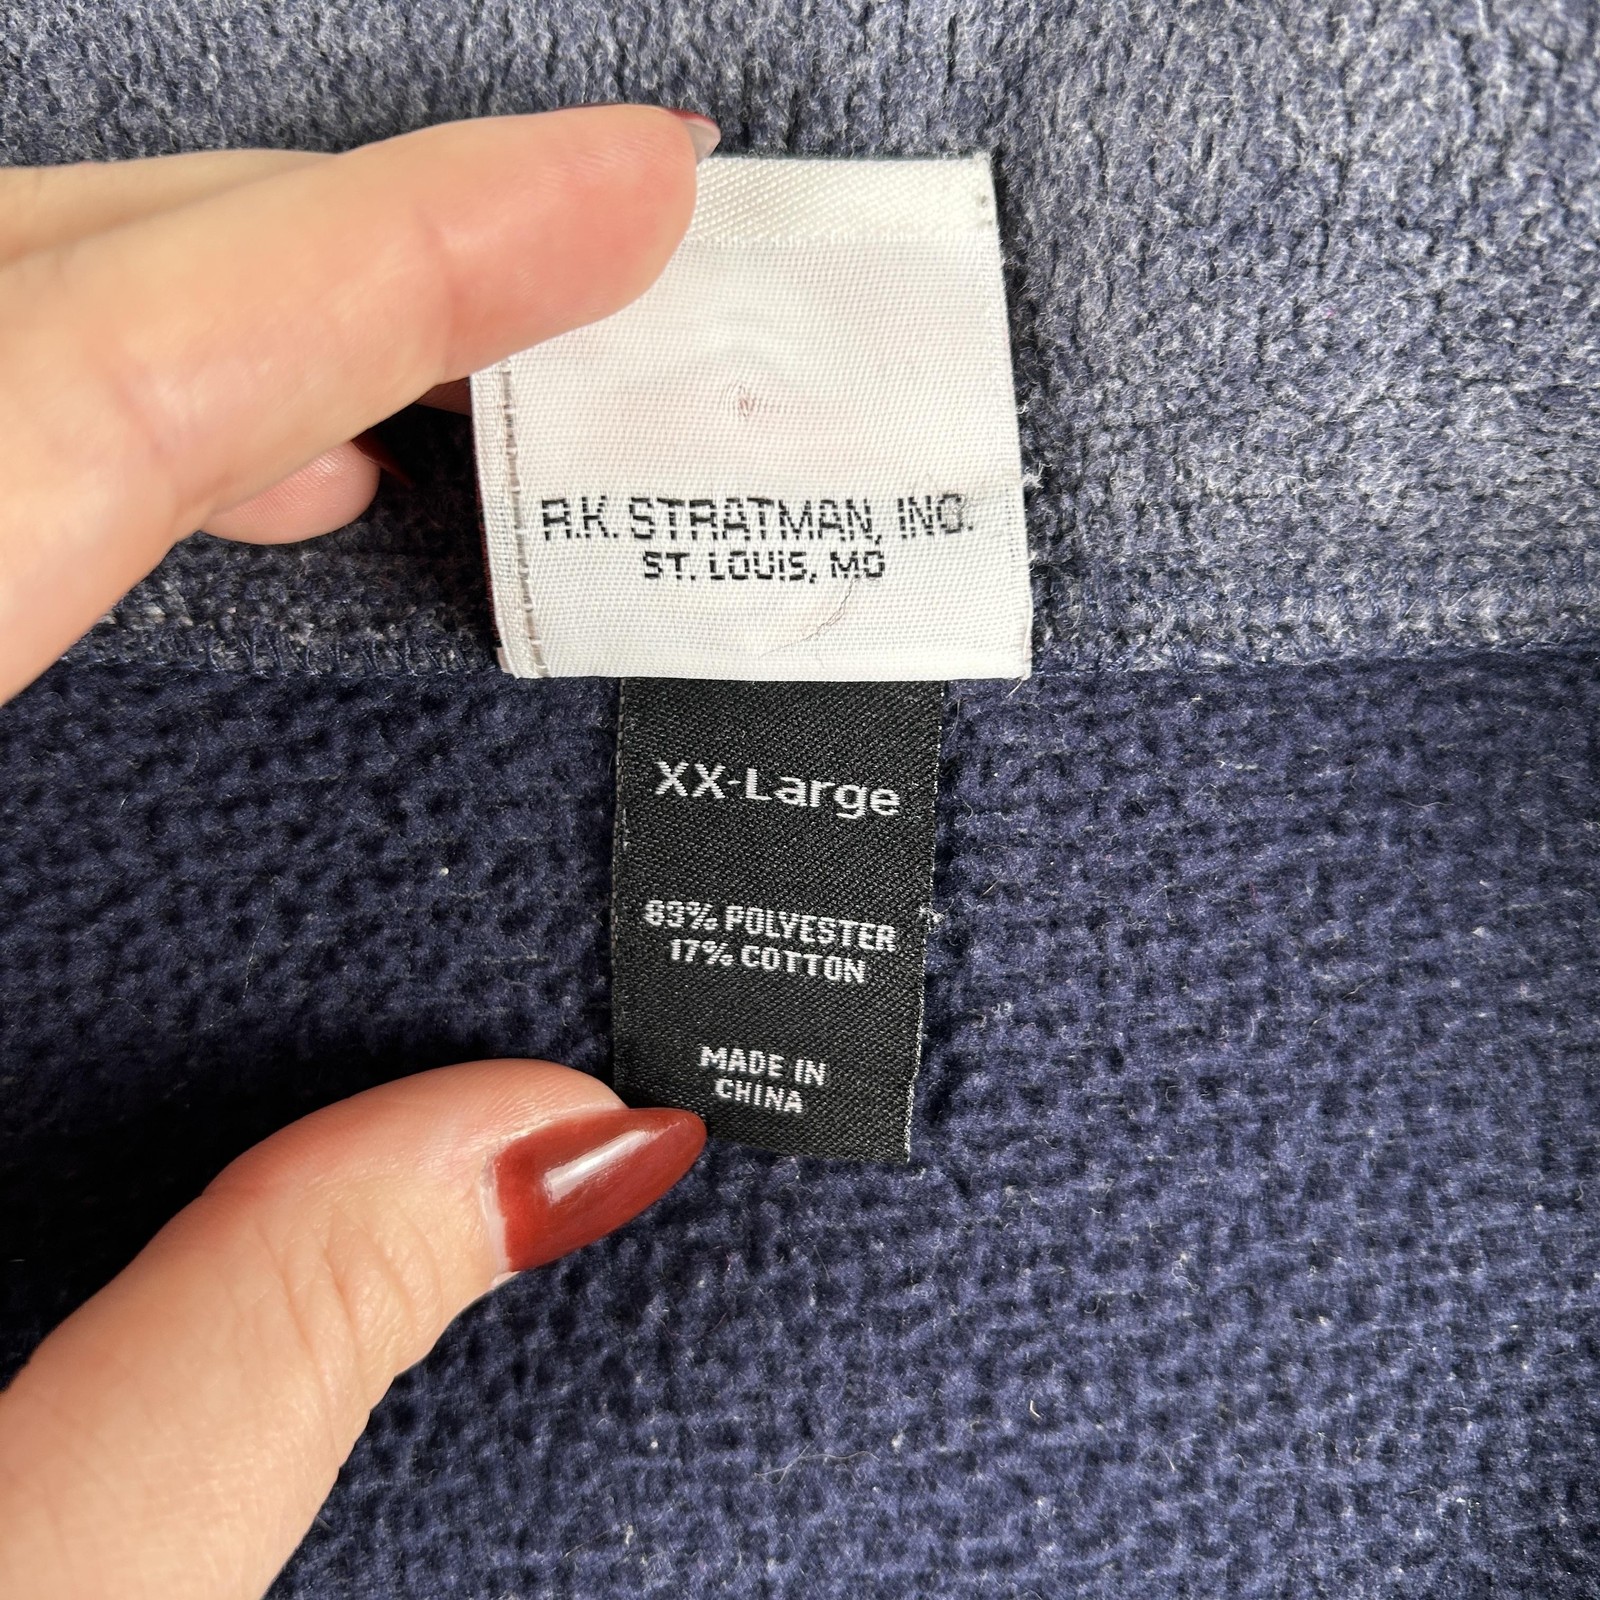 R.K. STRATMAN, INC.
ST. LOUIS, MO
XX-Large
83% POLYESTER
17% COTTON
MADE IN
CHINA